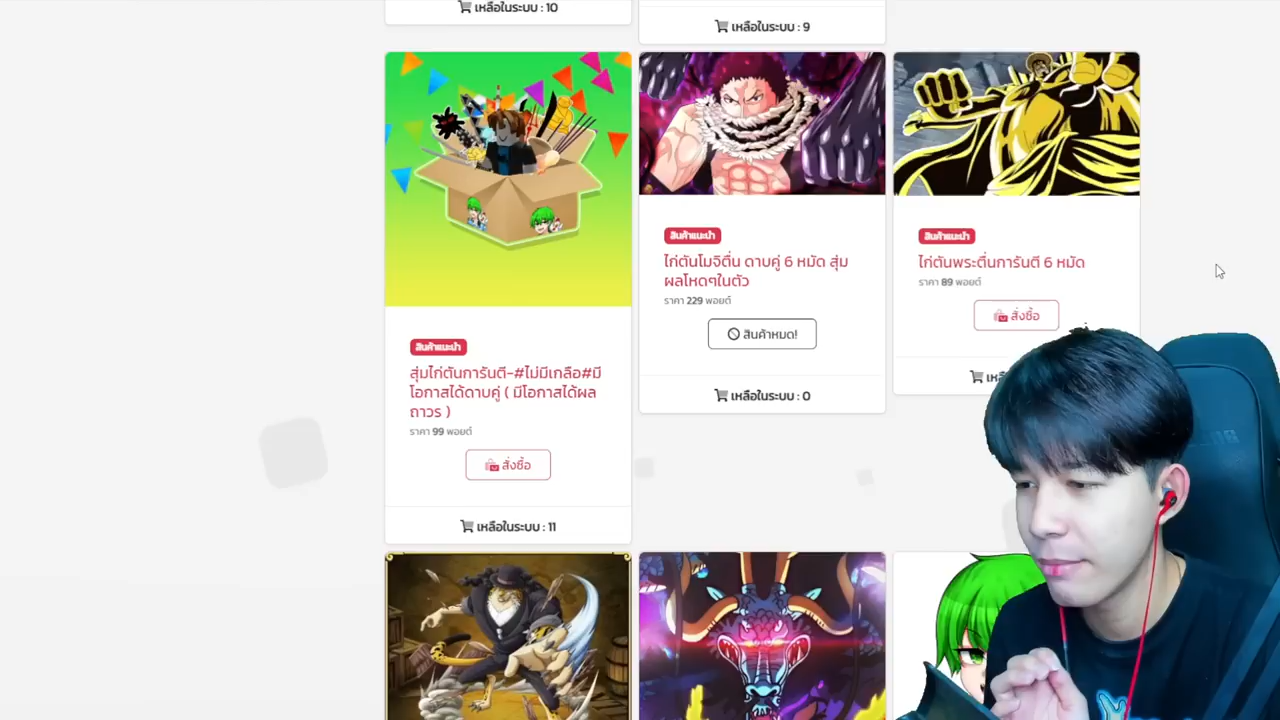 เหลือในระบบ : 10
เหลือในระบบ : 9
สินค้าแนะนำ
สุ่มไก่ตันการันตี-#ไม่มีเกลือ#มี
โอกาสได้ดาบคู่ ( มีโอกาสได้ผล
ถาวร )
ราคา 99 พอยต์
สั่งซื้อ
เหลือในระบบ : 11
สินค้าแนะนำ
ไก่ตันโมจิตื่น ดาบคู่ 6 หมัด สุ่ม
ผลโหดๆในตัว
ราคา 229 พอยต์
สินค้าหมด!
เหลือในระบบ : 0
สินค้าแนะนำ
ไก่ตันพระตื่นการันตี 6 หมัด
ราคา 89 พอยต์
สั่งซื้อ